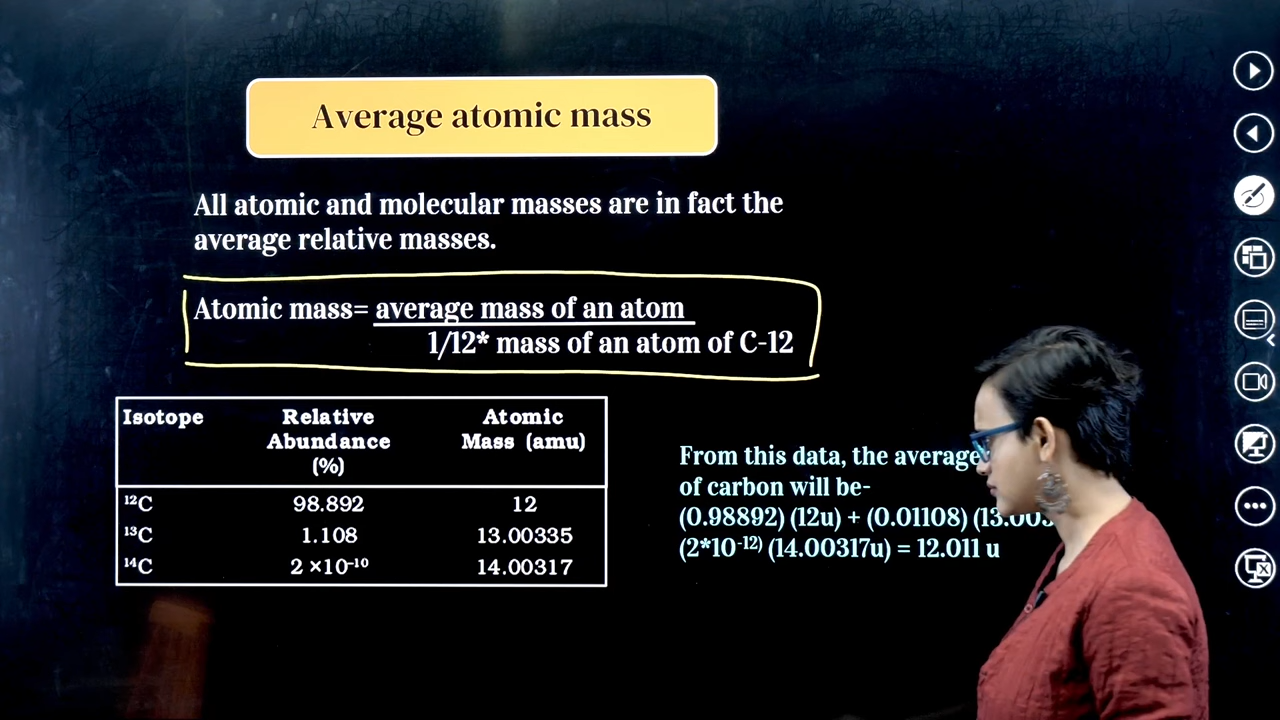 Average atomic mass
All atomic and molecular masses are in fact the
average relative masses.
Atomic mass= average mass of an atom
1/12* mass of an atom of C-12
Isotope Relative Abundance (%) Atomic Mass (amu)
¹²C 98.892 12
¹³C 1.108 13.00335
¹⁴C 2 ×10⁻¹⁰ 14.00317
From this data, the average
of carbon will be-
(0.98892) (12u) + (0.01108) (13.003
(2*10⁻¹²) (14.00317u) = 12.011 u